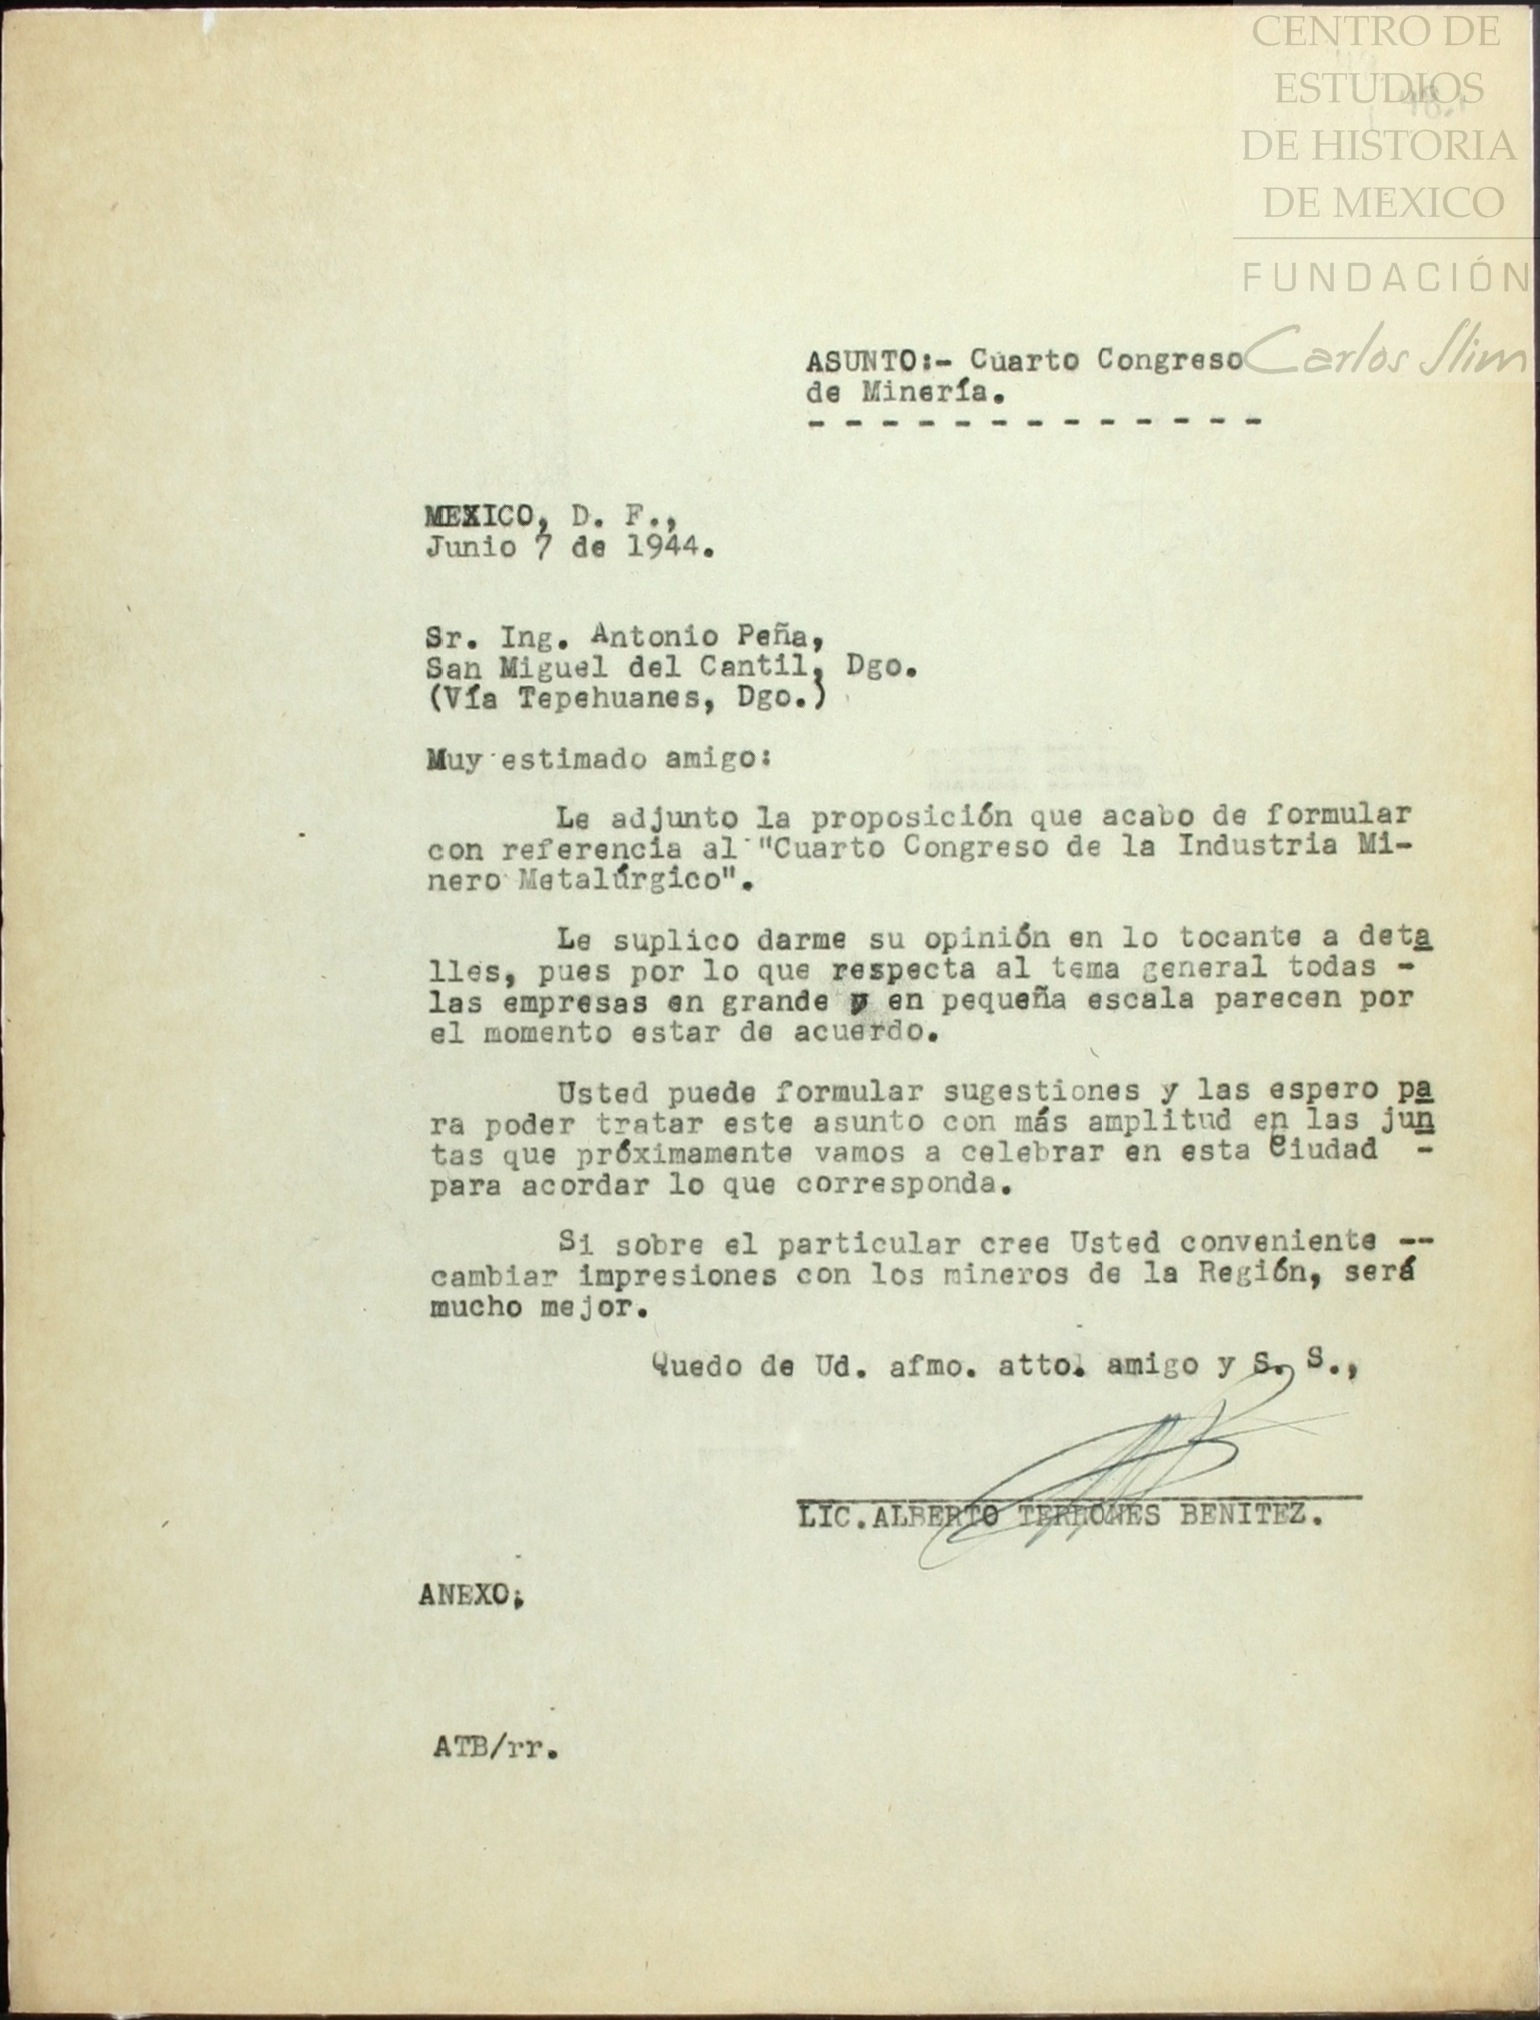 CENTRO DE
ESTUDIOS
DE HISTORIA
DE MEXICO
FUNDACIÓN
Carlos Slim
ASUNTO:- Cuarto Congreso
de Minería.
- - - - - - - - - - - - -
MEXICO, D. F.,
Junio 7 de 1944.
Sr. Ing. Antonio Peña,
San Miguel del Cantil, Dgo.
(Vía Tepehuanes, Dgo.)
Muy estimado amigo:
Le adjunto la proposición que acabo de formular
con referencia al "Cuarto Congreso de la Industria Mi-
nero Metalúrgico".
Le suplico darme su opinión en lo tocante a deta
lles, pues por lo que respecta al tema general todas -
las empresas en grande y en pequeña escala parecen por
el momento estar de acuerdo.
Usted puede formular sugestiones y las espero pa
ra poder tratar este asunto con más amplitud en las jun
tas que próximamente vamos a celebrar en esta Ciudad -
para acordar lo que corresponda.
Si sobre el particular cree Usted conveniente --
cambiar impresiones con los mineros de la Región, será
mucho mejor.
Quedo de Ud. afmo. atto. amigo y S. S.,
LIC. ALBERTO TERRONES BENITEZ.
ANEXO;
ATB/rr.